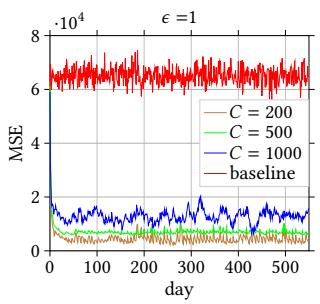 ·10⁴
ϵ =1
8
6
4
2
0
MSE
C = 200
C = 500
C = 1000
baseline
0 100 200 300 400 500
day